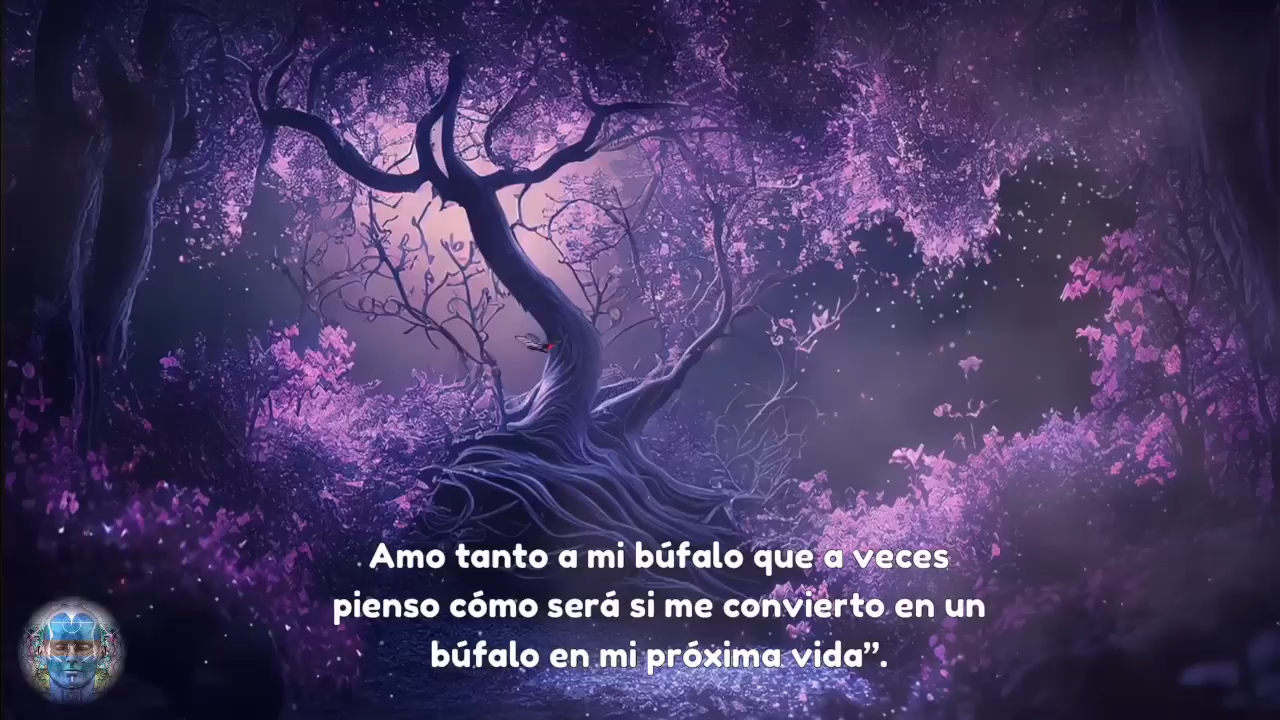 Amo tanto a mi búfalo que a veces
pienso cómo será si me convierto en un
búfalo en mi próxima vida”.